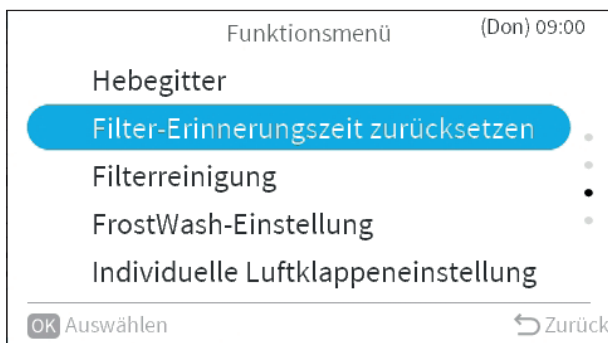 Funktionsmenü (Don) 09:00
Hebegitter
Filter-Erinnerungszeit zurücksetzen
Filterreinigung
FrostWash-Einstellung
Individuelle Luftklappeneinstellung
OK Auswählen Zurück